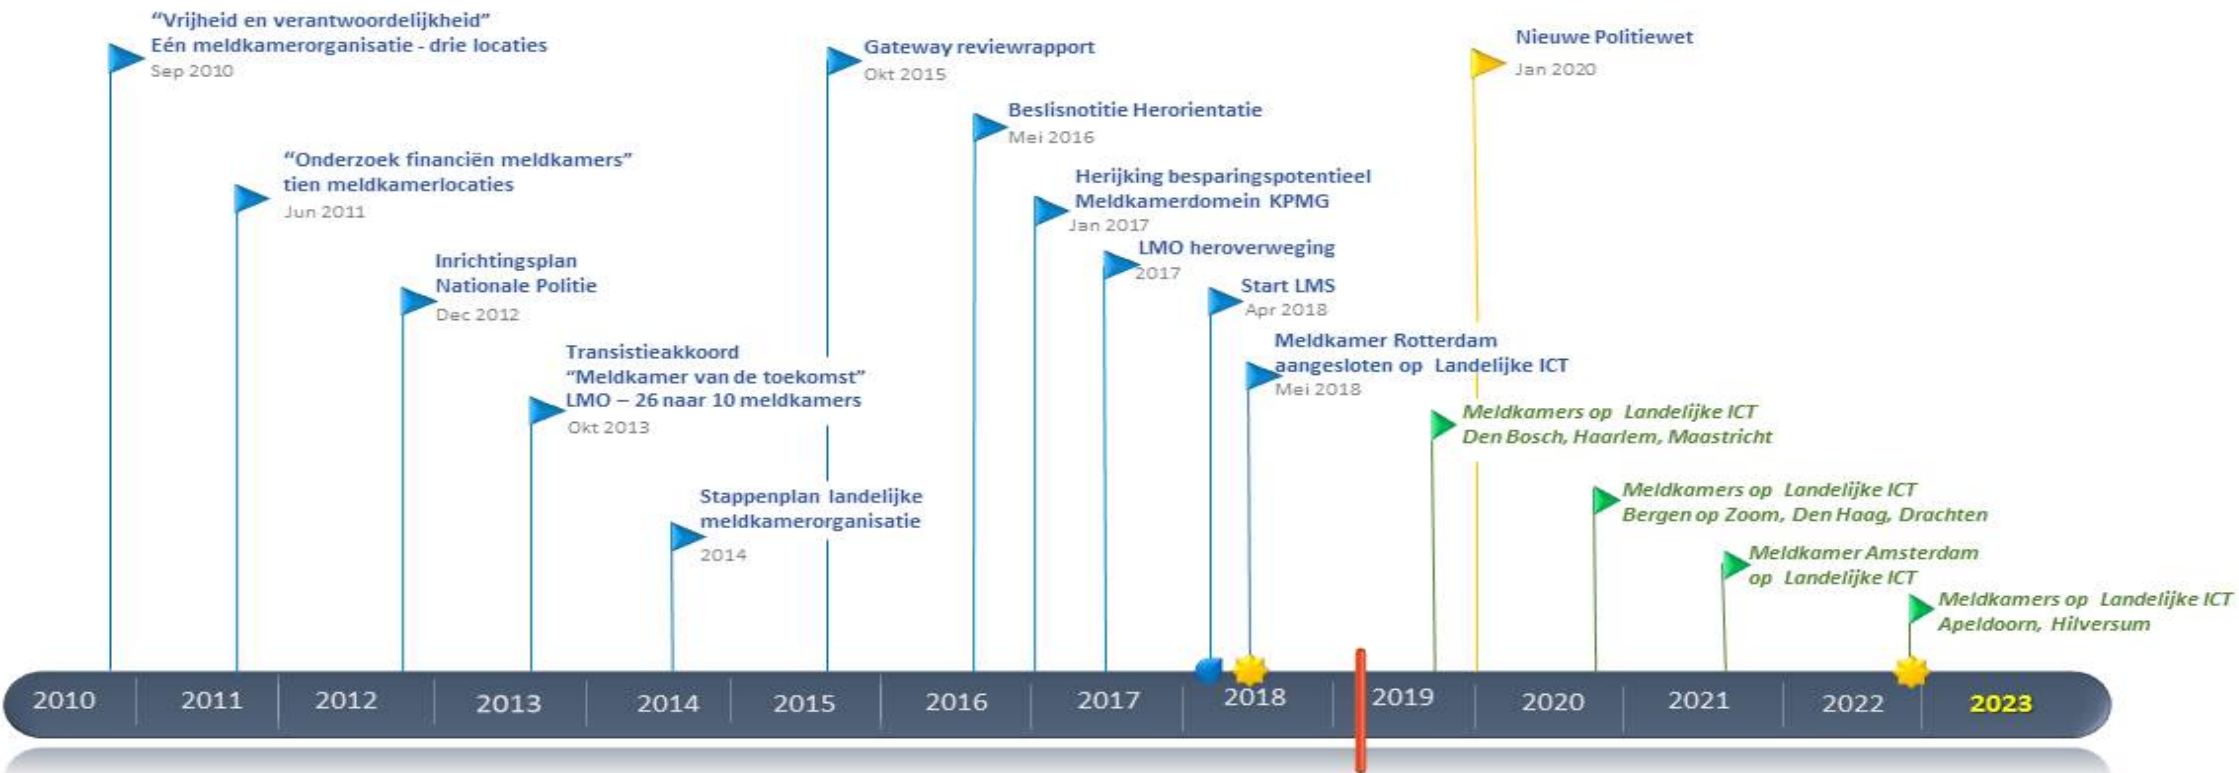 “Vrijheid en verantwoordelijkheid”
Eén meldkamerorganisatie - drie locaties
Sep 2010
“Onderzoek financiën meldkamers”
tien meldkamerlocaties
Jun 2011
Inrichtingsplan
Nationale Politie
Dec 2012
Transistieakkoord
“Meldkamer van de toekomst”
LMO – 26 naar 10 meldkamers
Okt 2013
Stappenplan landelijke
meldkamerorganisatie
2014
Gateway reviewrapport
Okt 2015
Beslisnotitie Herorientatie
Mei 2016
Herijking besparingspotentieel
Meldkamerdomein KPMG
Jan 2017
LMO heroverweging
2017
Start LMS
Apr 2018
Meldkamer Rotterdam
aangesloten op Landelijke ICT
Mei 2018
Nieuwe Politiewet
Jan 2020
Meldkamers op Landelijke ICT
Den Bosch, Haarlem, Maastricht
Meldkamers op Landelijke ICT
Bergen op Zoom, Den Haag, Drachten
Meldkamer Amsterdam
op Landelijke ICT
Meldkamers op Landelijke ICT
Apeldoorn, Hilversum
2010 2011 2012 2013 2014 2015 2016 2017 2018 2019 2020 2021 2022 2023